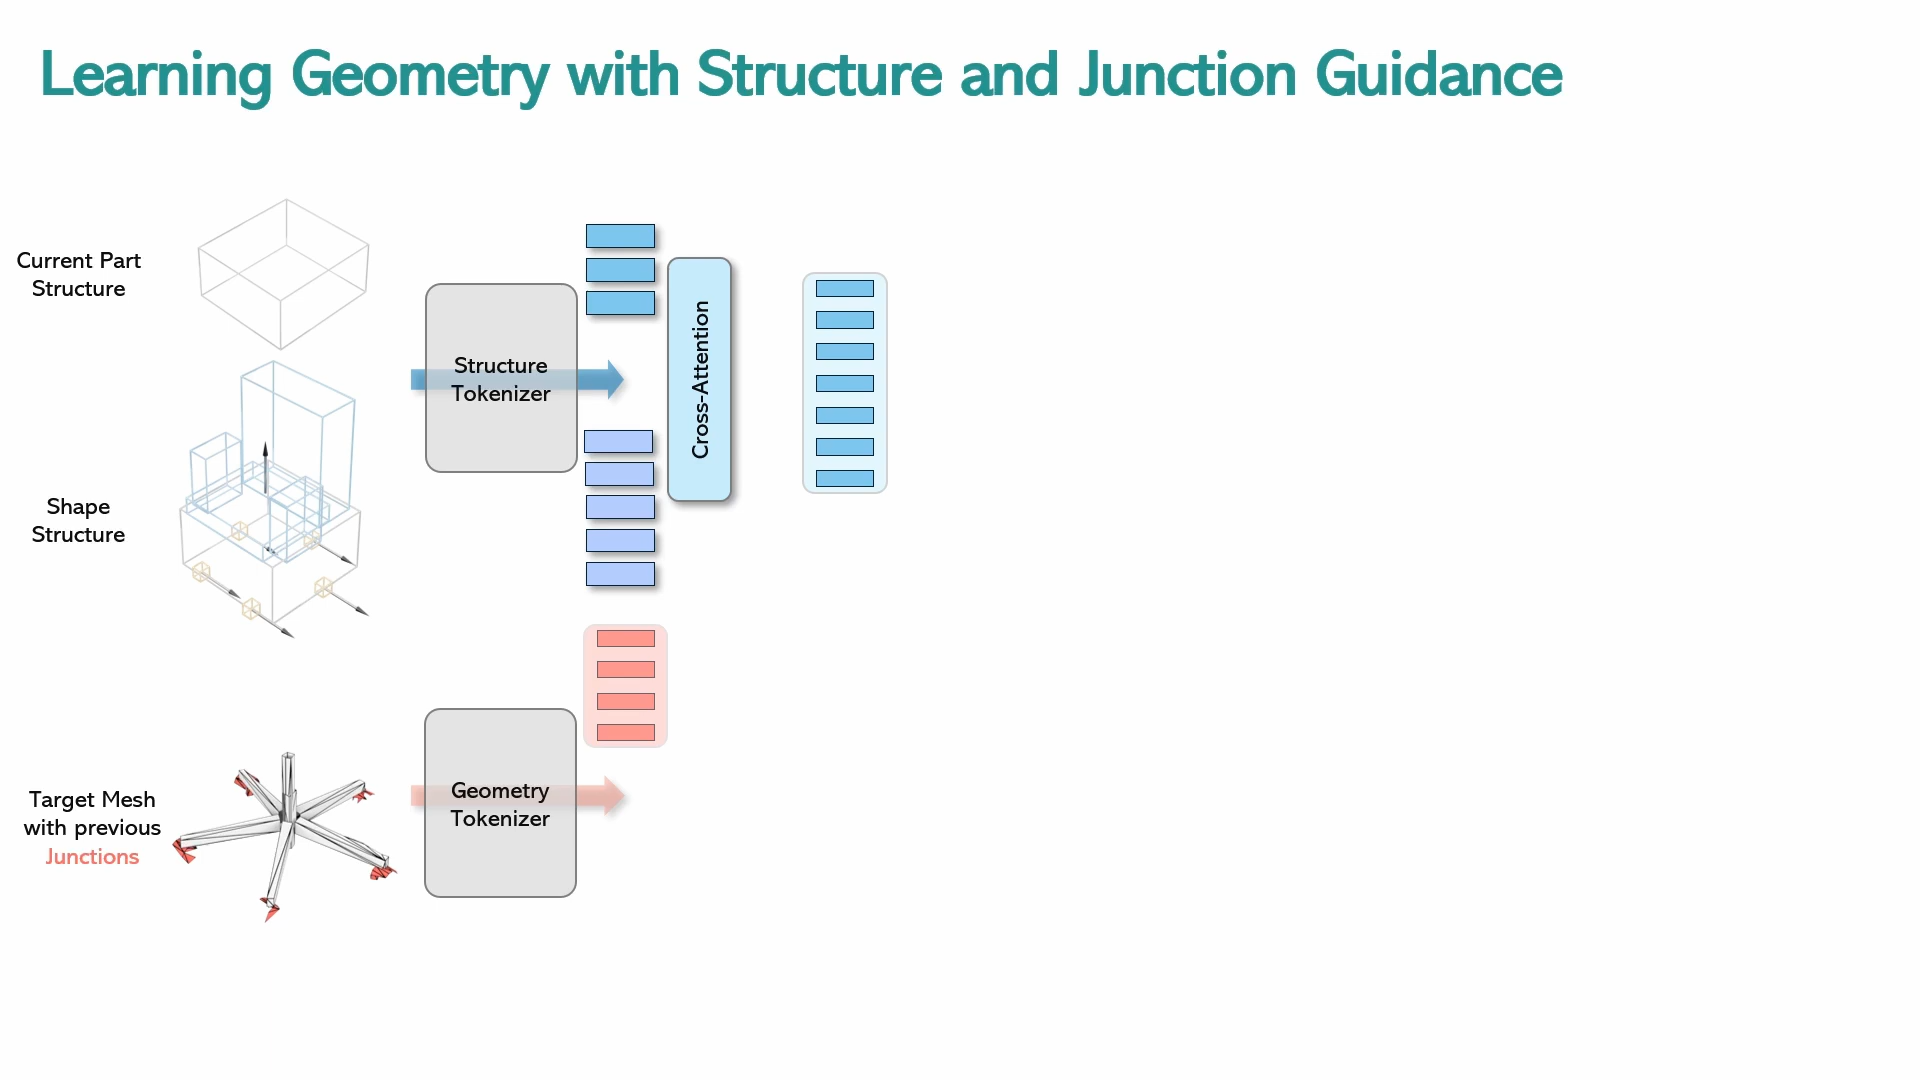 Learning Geometry with Structure and Junction Guidance
Current Part
Structure
Structure
Tokenizer
Cross-Attention
Shape
Structure
Target Mesh
with previous
Junctions
Geometry
Tokenizer